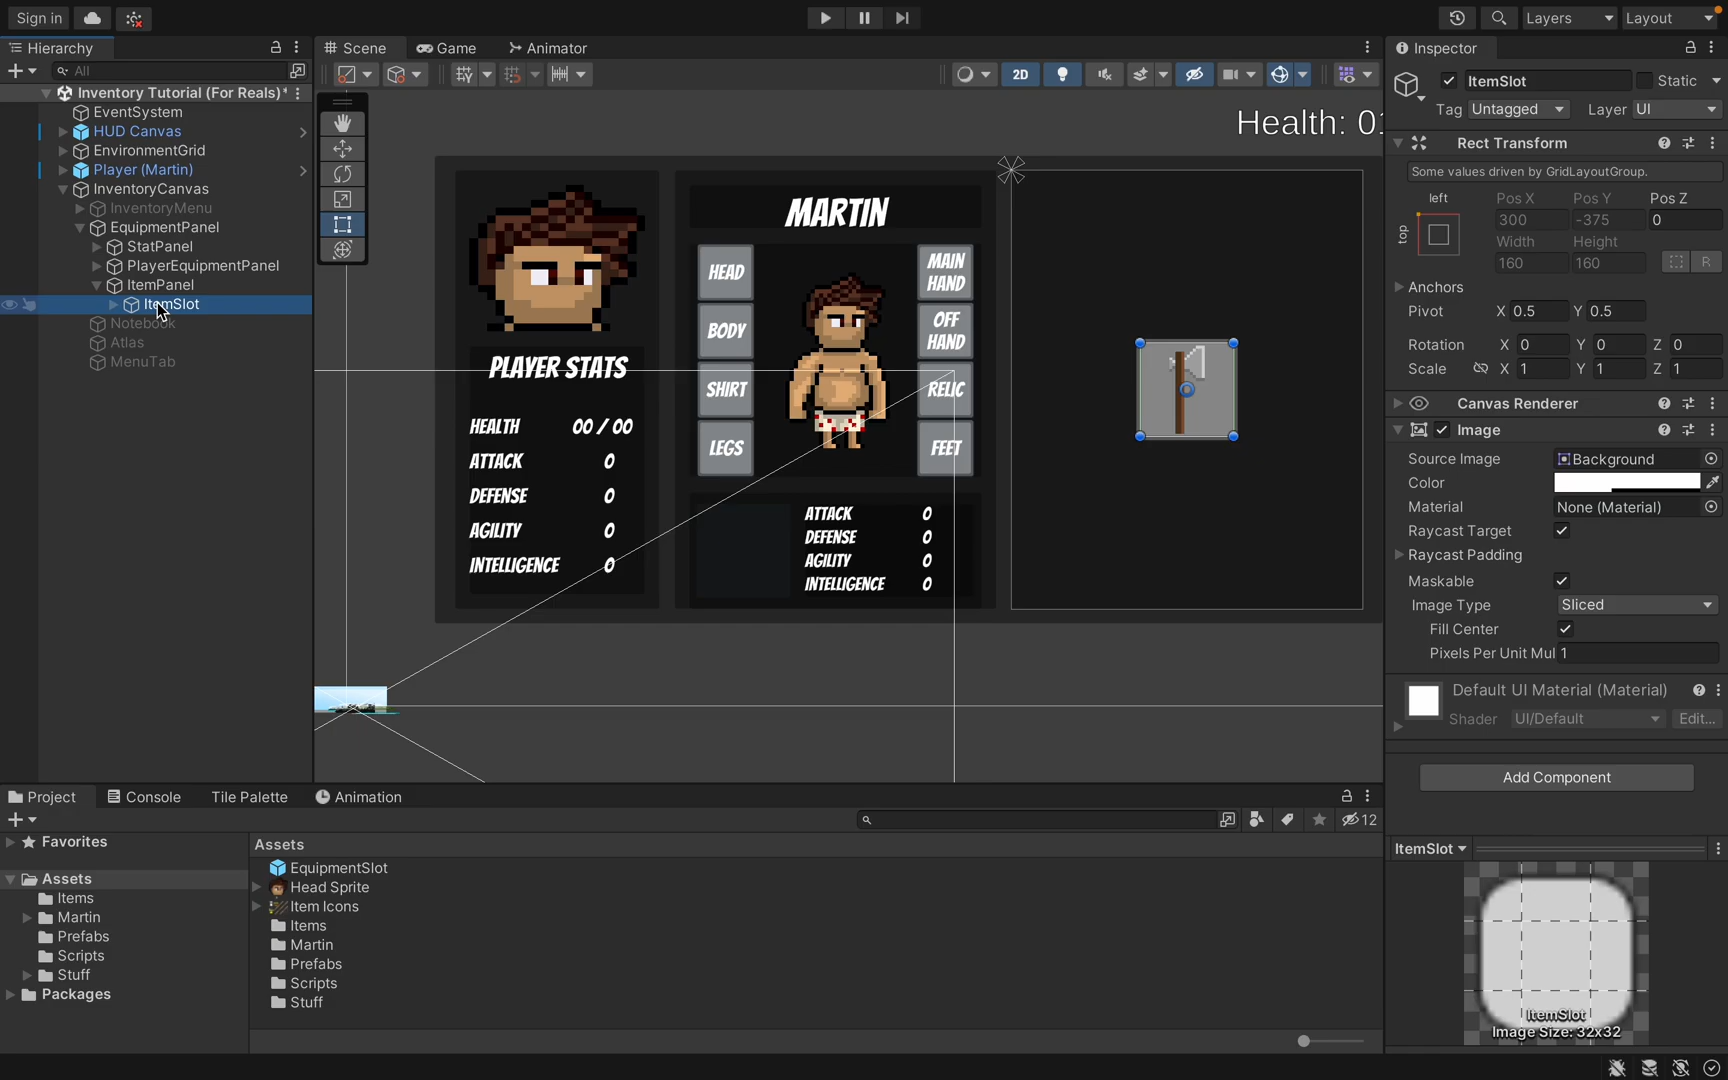 Sign in
Layers
Layout
Hierarchy
Scene
Game
Animator
Inspector
All
2D
Inventory Tutorial (For Reals)*
EventSystem
HUD Canvas
EnvironmentGrid
Player (Martin)
InventoryCanvas
InventoryMenu
EquipmentPanel
StatPanel
PlayerEquipmentPanel
ItemPanel
ItemSlot
Notebook
Atlas
MenuTab
Health: 01
MARTIN
HEAD
BODY
SHIRT
LEGS
MAIN
HAND
OFF
HAND
RELIC
FEET
PLAYER STATS
HEALTH 00 / 00
ATTACK 0
DEFENSE 0
AGILITY 0
INTELLIGENCE 0
ATTACK 0
DEFENSE 0
AGILITY 0
INTELLIGENCE 0
ItemSlot
Static
Tag Untagged Layer UI
Rect Transform
Some values driven by GridLayoutGroup.
left Pos X Pos Y Pos Z
top
300 -375 0
Width Height
160 160 R
Anchors
Pivot X 0.5 Y 0.5
Rotation X 0 Y 0 Z 0
Scale X 1 Y 1 Z 1
Canvas Renderer
Image
Source Image Background
Color
Material None (Material)
Raycast Target
Raycast Padding
Maskable
Image Type Sliced
Fill Center
Pixels Per Unit Mul 1
Default UI Material (Material)
Shader UI/Default Edit...
Add Component
ItemSlot
ItemSlot
Image Size: 32x32
Project
Console
Tile Palette
Animation
12
Favorites
Assets
Items
Martin
Prefabs
Scripts
Stuff
Packages
Assets
EquipmentSlot
Head Sprite
Item Icons
Items
Martin
Prefabs
Scripts
Stuff